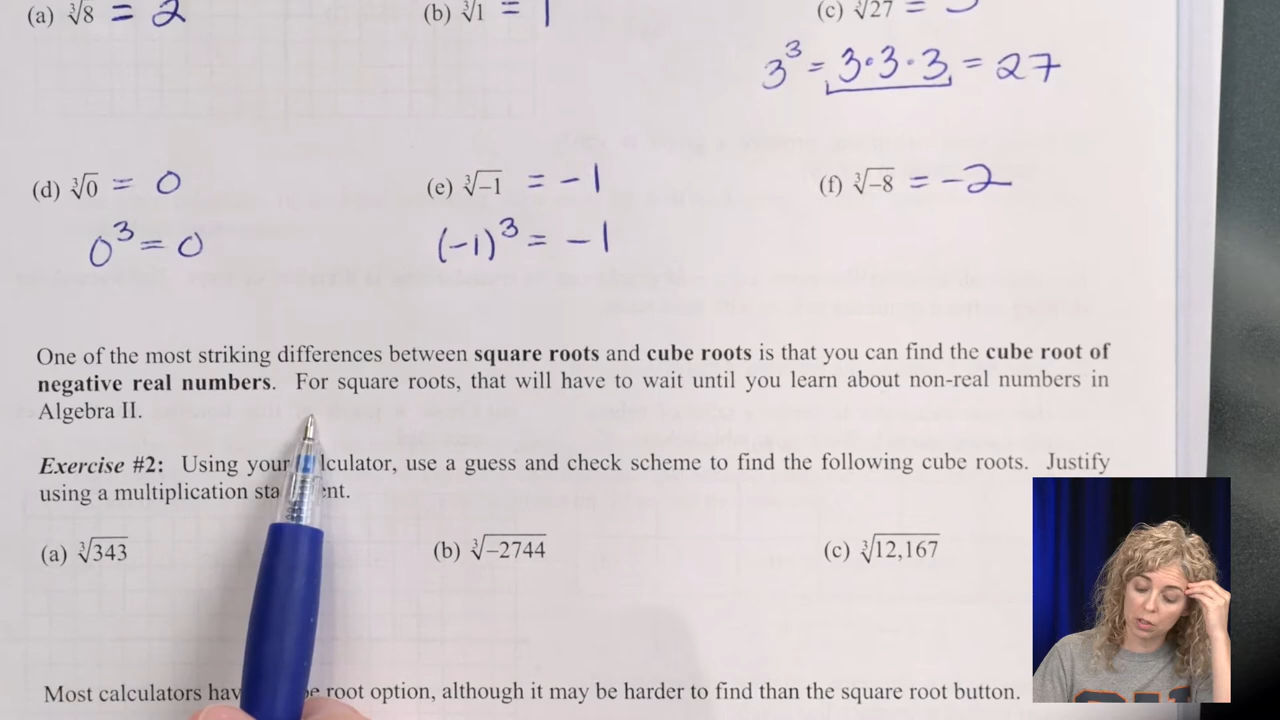 (a) ∛8 = 2 (b) ∛1 = 1 (c) ∛27 = 3
3³ = 3·3·3 = 27
(d) ∛0 = 0 (e) ∛-1 = -1 (f) ∛-8 = -2
0³ = 0 (-1)³ = -1
One of the most striking differences between square roots and cube roots is that you can find the cube root of
negative real numbers. For square roots, that will have to wait until you learn about non-real numbers in
Algebra II.
Exercise #2: Using your calculator, use a guess and check scheme to find the following cube roots. Justify
using a multiplication statement.
(a) ∛343 (b) ∛-2744 (c) ∛12,167
Most calculators root option, although it may be harder to find than the square root button.